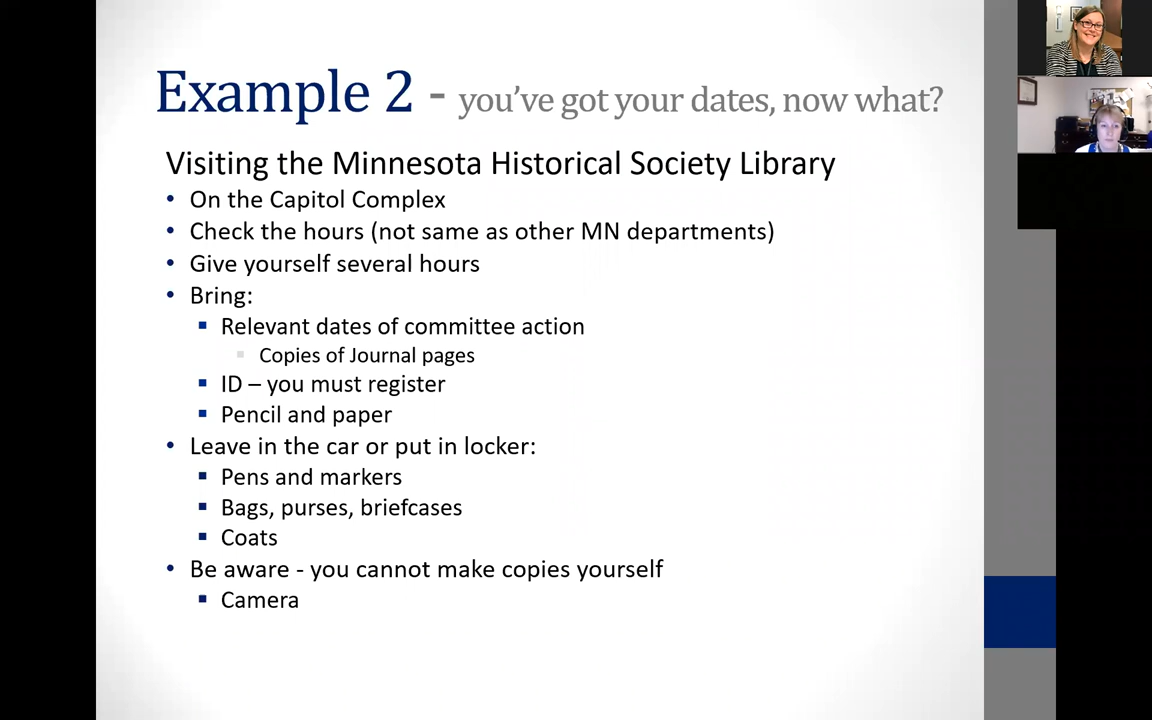 Example 2 - you've got your dates, now what?
Visiting the Minnesota Historical Society Library
• On the Capitol Complex
• Check the hours (not same as other MN departments)
• Give yourself several hours
• Bring:
▪ Relevant dates of committee action
▪ Copies of Journal pages
▪ ID – you must register
▪ Pencil and paper
• Leave in the car or put in locker:
▪ Pens and markers
▪ Bags, purses, briefcases
▪ Coats
• Be aware - you cannot make copies yourself
▪ Camera